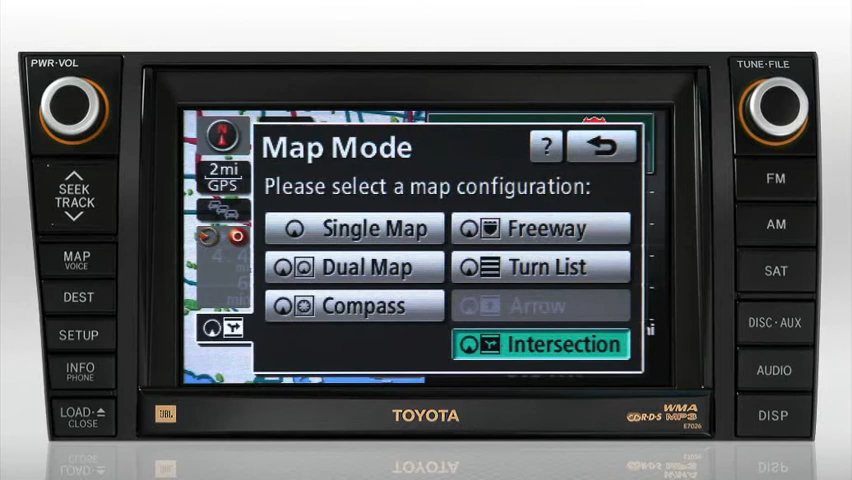 PWR·VOL
TUNE·FILE
SEEK
TRACK
MAP
VOICE
DEST
SETUP
INFO
PHONE
LOAD·
CLOSE
N
2mi
GPS
Map Mode
?
Please select a map configuration:
Single Map
Freeway
Dual Map
Turn List
Compass
Arrow
Intersection
mi
FM
AM
SAT
DISC·AUX
AUDIO
DISP
JBL
TOYOTA
R·D·S
WMA
MP3
E7026